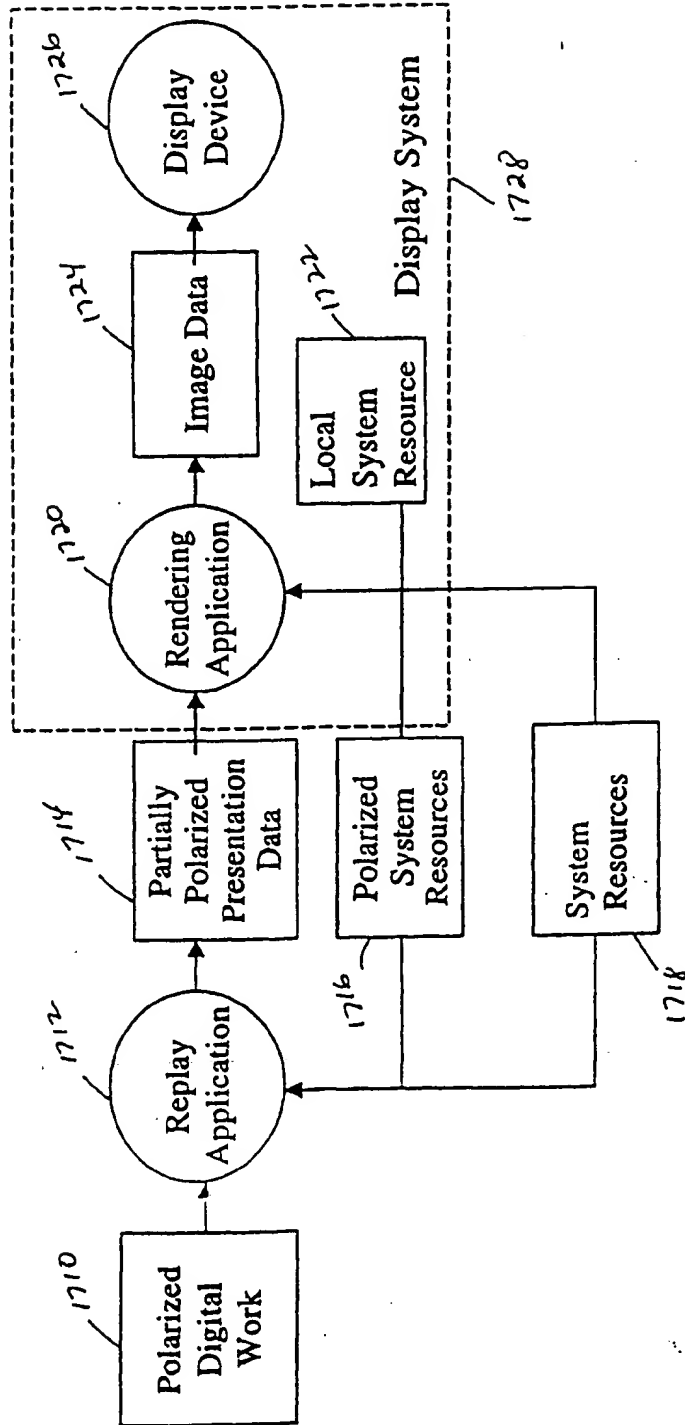 1710
Polarized
Digital
Work
1712
Replay
Application
1714
Partially
Polarized
Presentation
Data
1716
Polarized
System
Resources
System
Resources
1718
1720
Rendering
Application
1724
Image Data
1726
Display
Device
1722
Local
System
Resource
Display System
1728